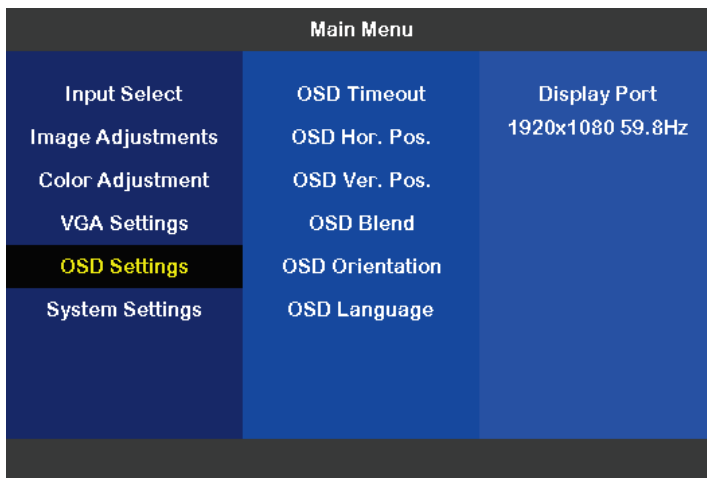 Main Menu
Input Select
Image Adjustments
Color Adjustment
VGA Settings
OSD Settings
System Settings
OSD Timeout
OSD Hor. Pos.
OSD Ver. Pos.
OSD Blend
OSD Orientation
OSD Language
Display Port
1920x1080 59.8Hz